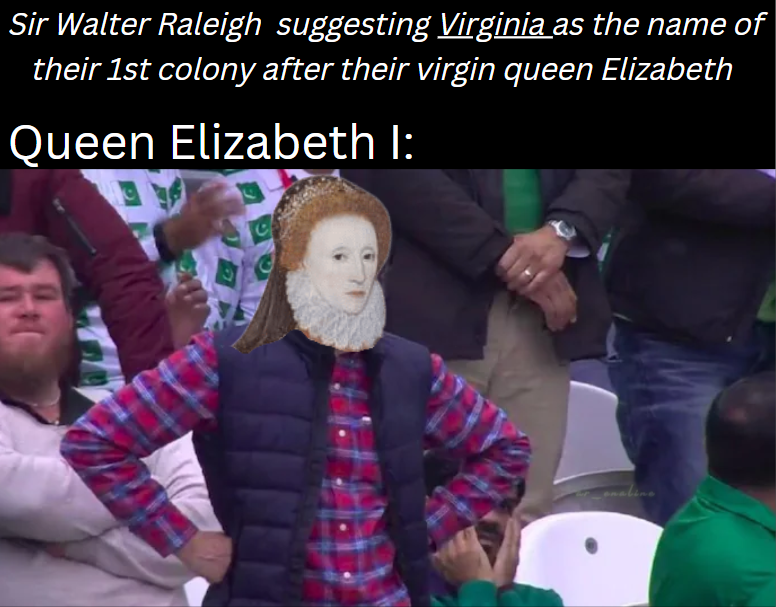 Sir Walter Raleigh suggesting Virginia as the name of
their 1st colony after their virgin queen Elizabeth
Queen Elizabeth I: